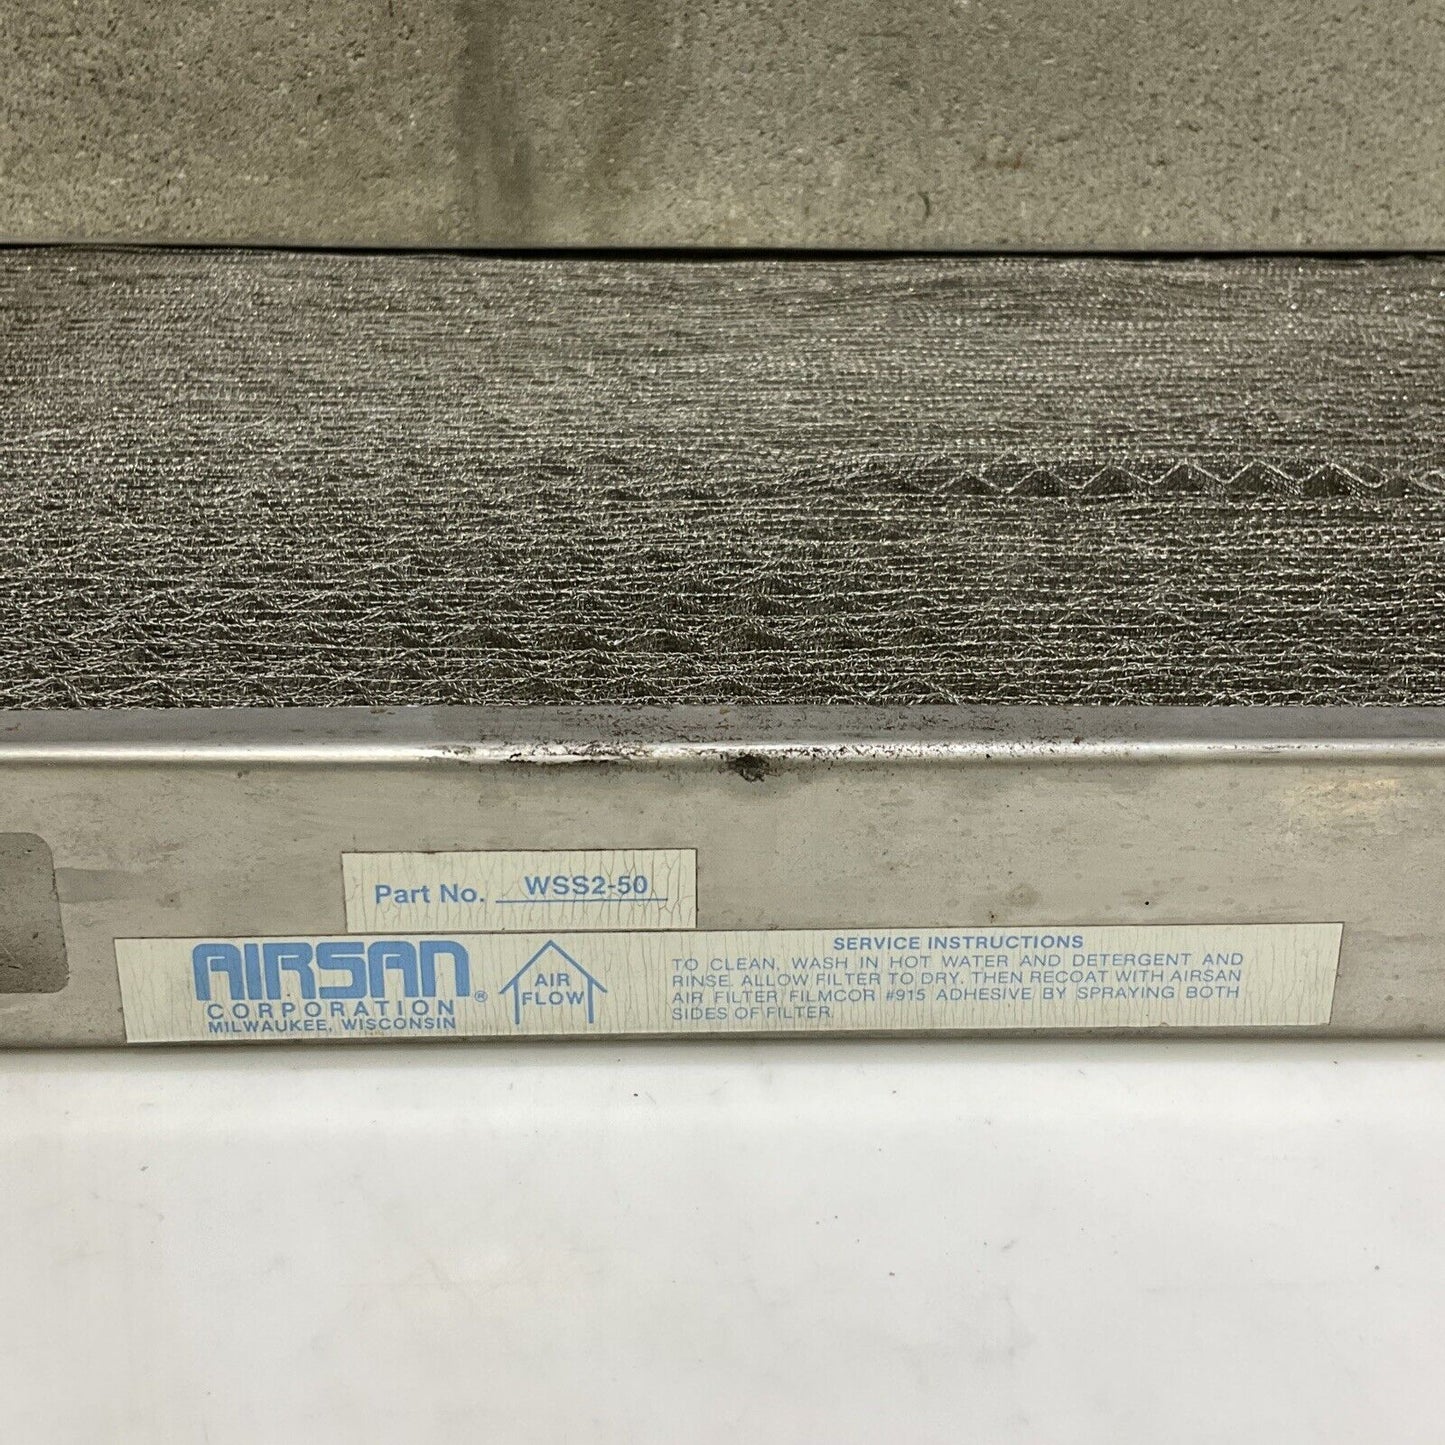 Part No. WSS2-50
AIRSAN®
CORPORATION
MILWAUKEE, WISCONSIN
AIR
FLOW
SERVICE INSTRUCTIONS
TO CLEAN, WASH IN HOT WATER AND DETERGENT AND
RINSE. ALLOW FILTER TO DRY. THEN RECOAT WITH AIRSAN
AIR FILTER FILMCOR #915 ADHESIVE BY SPRAYING BOTH
SIDES OF FILTER.